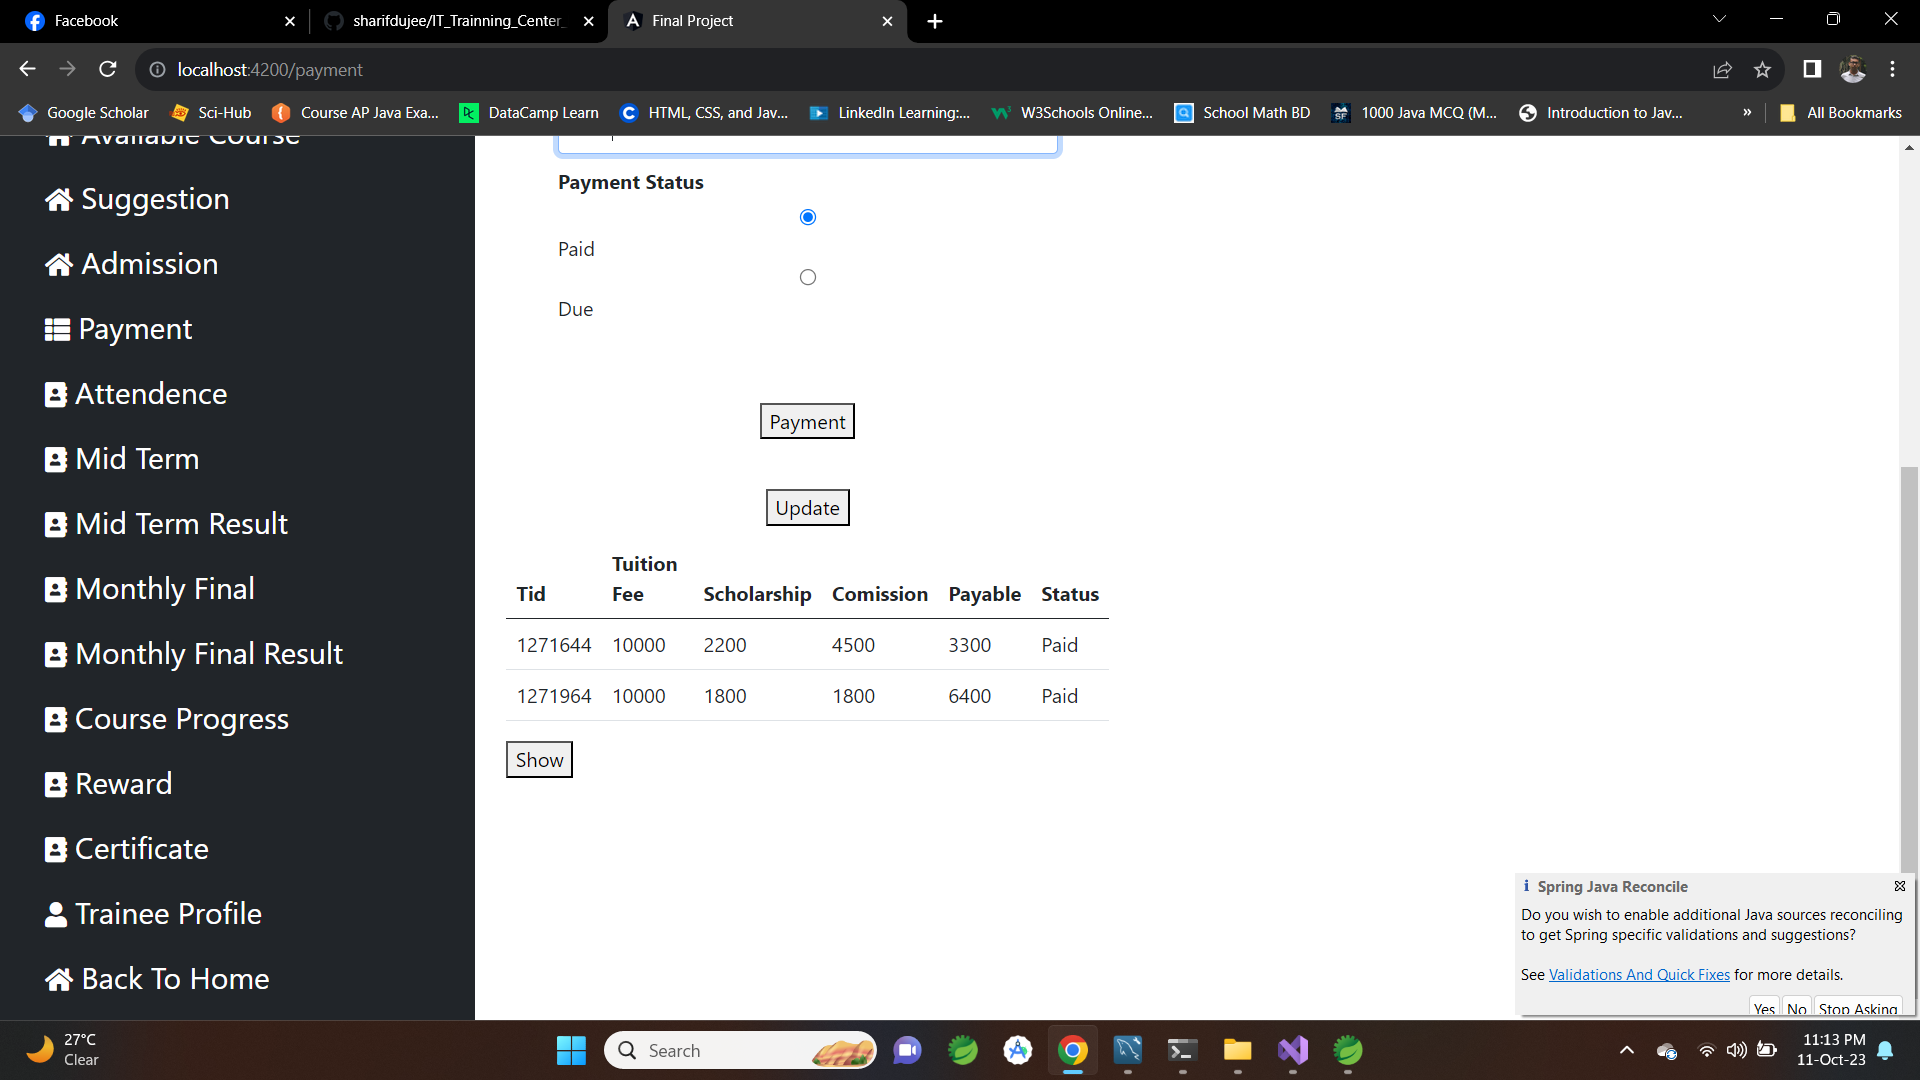 Facebook
sharifdujee/IT_Trainning_Center_
Final Project
localhost:4200/payment
Google Scholar
Sci-Hub
Course AP Java Exa...
DataCamp Learn
HTML, CSS, and Jav...
LinkedIn Learning:...
W3Schools Online...
School Math BD
1000 Java MCQ (M...
Introduction to Jav...
»
All Bookmarks
Available Course
Suggestion
Admission
Payment
Attendence
Mid Term
Mid Term Result
Monthly Final
Monthly Final Result
Course Progress
Reward
Certificate
Trainee Profile
Back To Home
Payment Status
Paid
Due
Payment
Update
Tid Tuition Fee Scholarship Comission Payable Status
1271644 10000 2200 4500 3300 Paid
1271964 10000 1800 1800 6400 Paid
Show
Spring Java Reconcile
Do you wish to enable additional Java sources reconciling
to get Spring specific validations and suggestions?
See Validations And Quick Fixes for more details.
Yes No Stop Asking
27°C
Clear
Search
11:13 PM
11-Oct-23